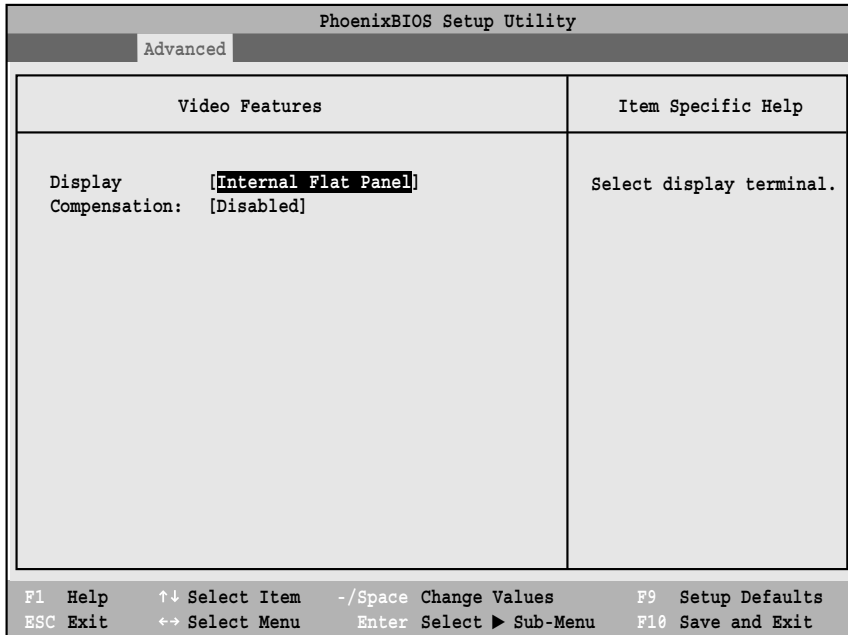 PhoenixBIOS Setup Utility
Advanced
Video Features
Item Specific Help
Display [Internal Flat Panel]
Compensation: [Disabled]
Select display terminal.
F1 Help ↑↓ Select Item -/Space Change Values F9 Setup Defaults
ESC Exit ←→ Select Menu Enter Select ▶ Sub-Menu F10 Save and Exit